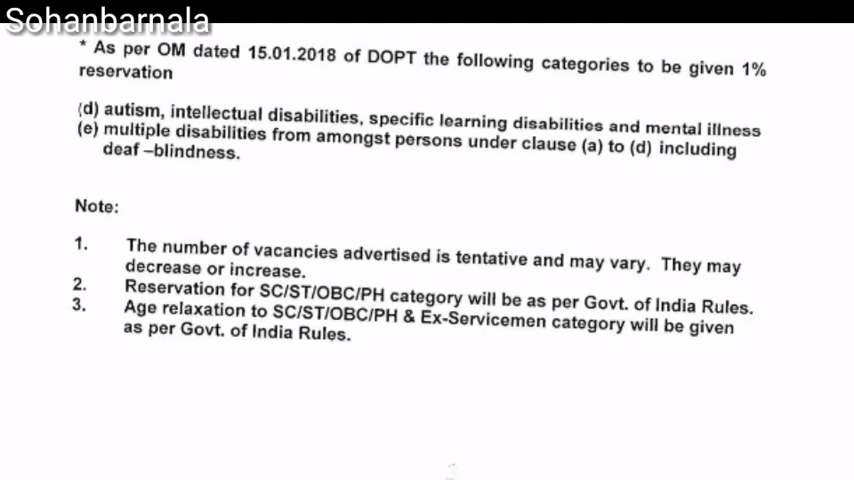 Sohanbarnala
* As per OM dated 15.01.2018 of DOPT the following categories to be given 1%
reservation
(d) autism, intellectual disabilities, specific learning disabilities and mental illness
(e) multiple disabilities from amongst persons under clause (a) to (d) including
deaf –blindness.
Note:
1. The number of vacancies advertised is tentative and may vary. They may
decrease or increase.
2. Reservation for SC/ST/OBC/PH category will be as per Govt. of India Rules.
3. Age relaxation to SC/ST/OBC/PH & Ex-Servicemen category will be given
as per Govt. of India Rules.